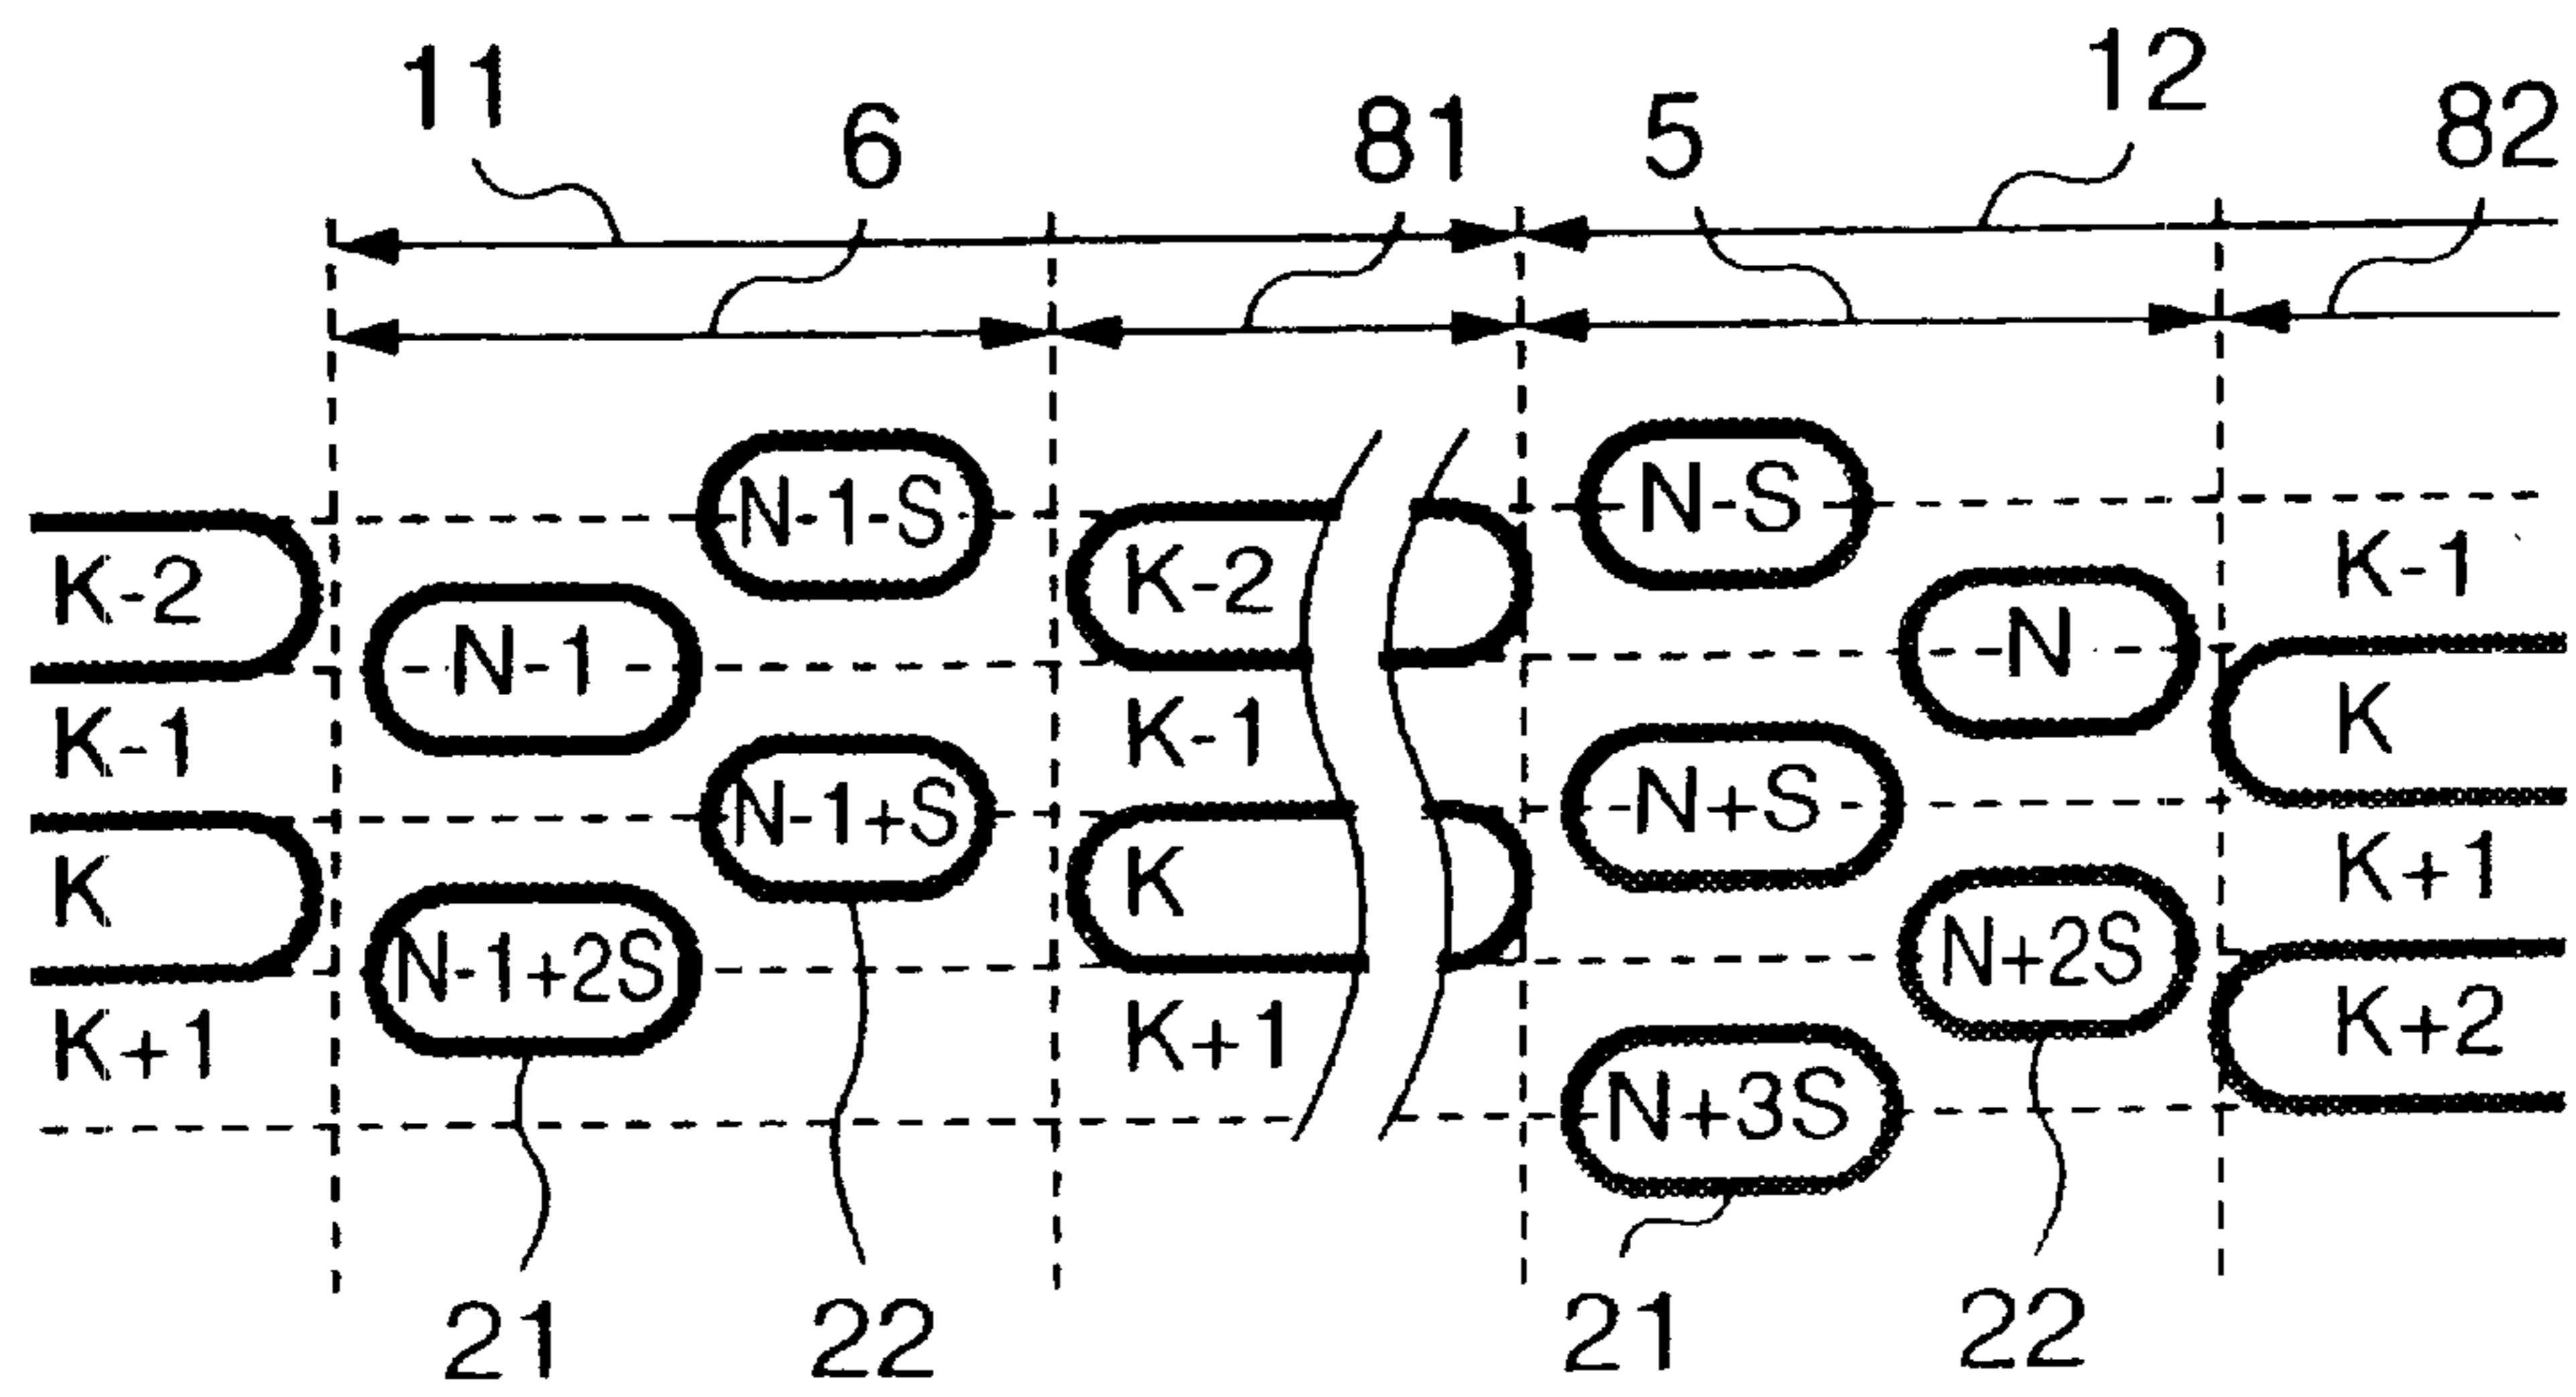 11 6 81 5 12 82
N-1-S N-S
K-2 K-2 K-1
N-1 N
K-1 K-1 K
N-1+S N+S
K K K+1
N-1+2S N+2S
K+1 K+1 K+2
N+3S
21 22 21 22